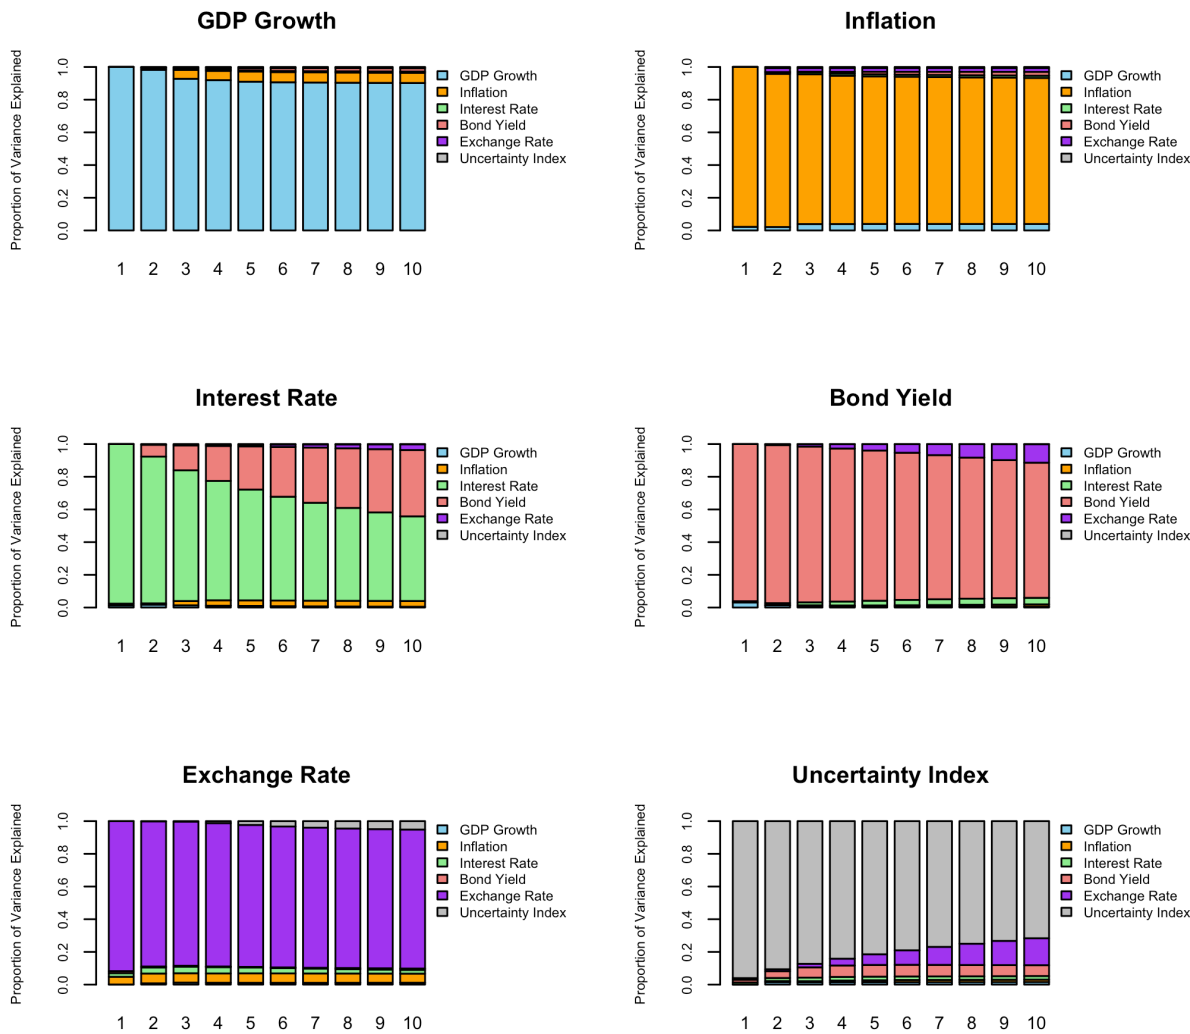 GDP Growth
Proportion of Variance Explained
1.0
0.8
0.6
0.4
0.2
0.0
1 2 3 4 5 6 7 8 9 10
GDP Growth
Inflation
Interest Rate
Bond Yield
Exchange Rate
Uncertainty Index
Inflation
Proportion of Variance Explained
1.0
0.8
0.6
0.4
0.2
0.0
1 2 3 4 5 6 7 8 9 10
GDP Growth
Inflation
Interest Rate
Bond Yield
Exchange Rate
Uncertainty Index
Interest Rate
Proportion of Variance Explained
1.0
0.8
0.6
0.4
0.2
0.0
1 2 3 4 5 6 7 8 9 10
GDP Growth
Inflation
Interest Rate
Bond Yield
Exchange Rate
Uncertainty Index
Bond Yield
Proportion of Variance Explained
1.0
0.8
0.6
0.4
0.2
0.0
1 2 3 4 5 6 7 8 9 10
GDP Growth
Inflation
Interest Rate
Bond Yield
Exchange Rate
Uncertainty Index
Exchange Rate
Proportion of Variance Explained
1.0
0.8
0.6
0.4
0.2
0.0
1 2 3 4 5 6 7 8 9 10
GDP Growth
Inflation
Interest Rate
Bond Yield
Exchange Rate
Uncertainty Index
Uncertainty Index
Proportion of Variance Explained
1.0
0.8
0.6
0.4
0.2
0.0
1 2 3 4 5 6 7 8 9 10
GDP Growth
Inflation
Interest Rate
Bond Yield
Exchange Rate
Uncertainty Index